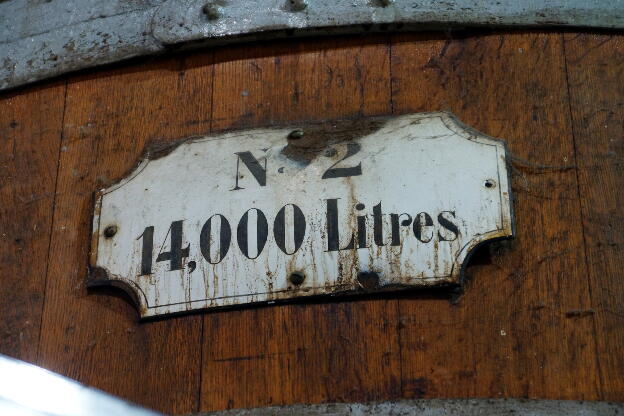 N. 2
14,000 Litres